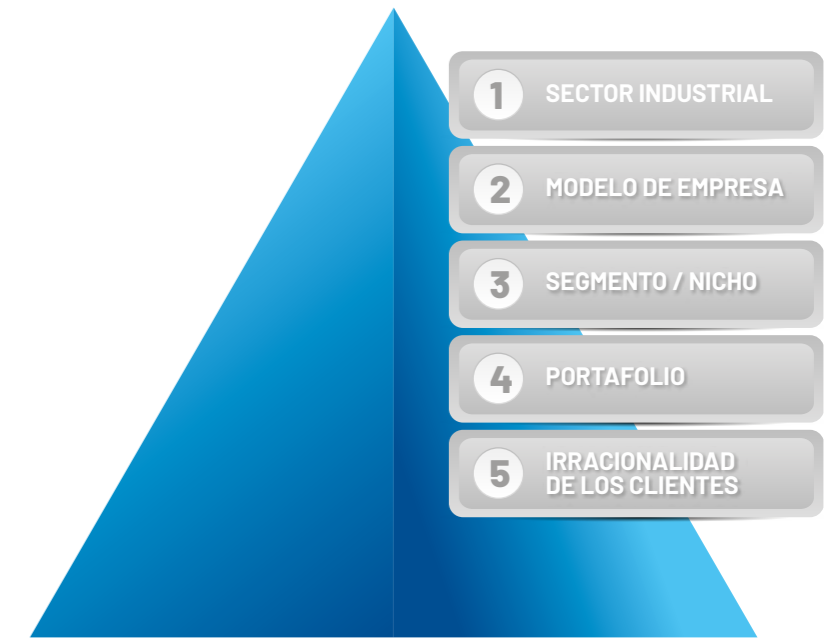 1 SECTOR INDUSTRIAL
2 MODELO DE EMPRESA
3 SEGMENTO / NICHO
4 PORTAFOLIO
5 IRRACIONALIDAD
DE LOS CLIENTES